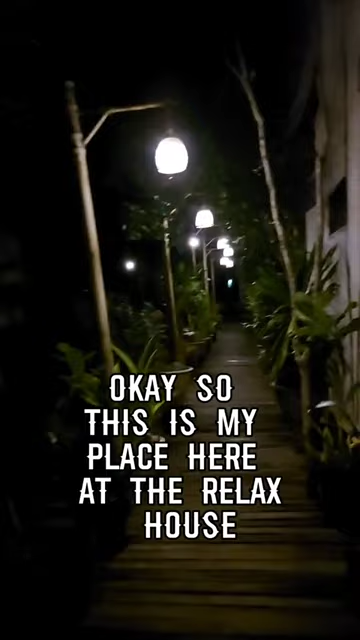 OKAY SO
THIS IS MY
PLACE HERE
AT THE RELAX
HOUSE